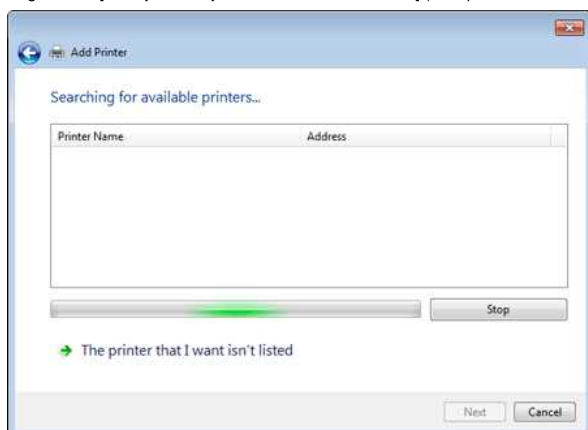 Add Printer
Searching for available printers...
Printer Name Address
Stop
The printer that I want isn't listed
Next Cancel